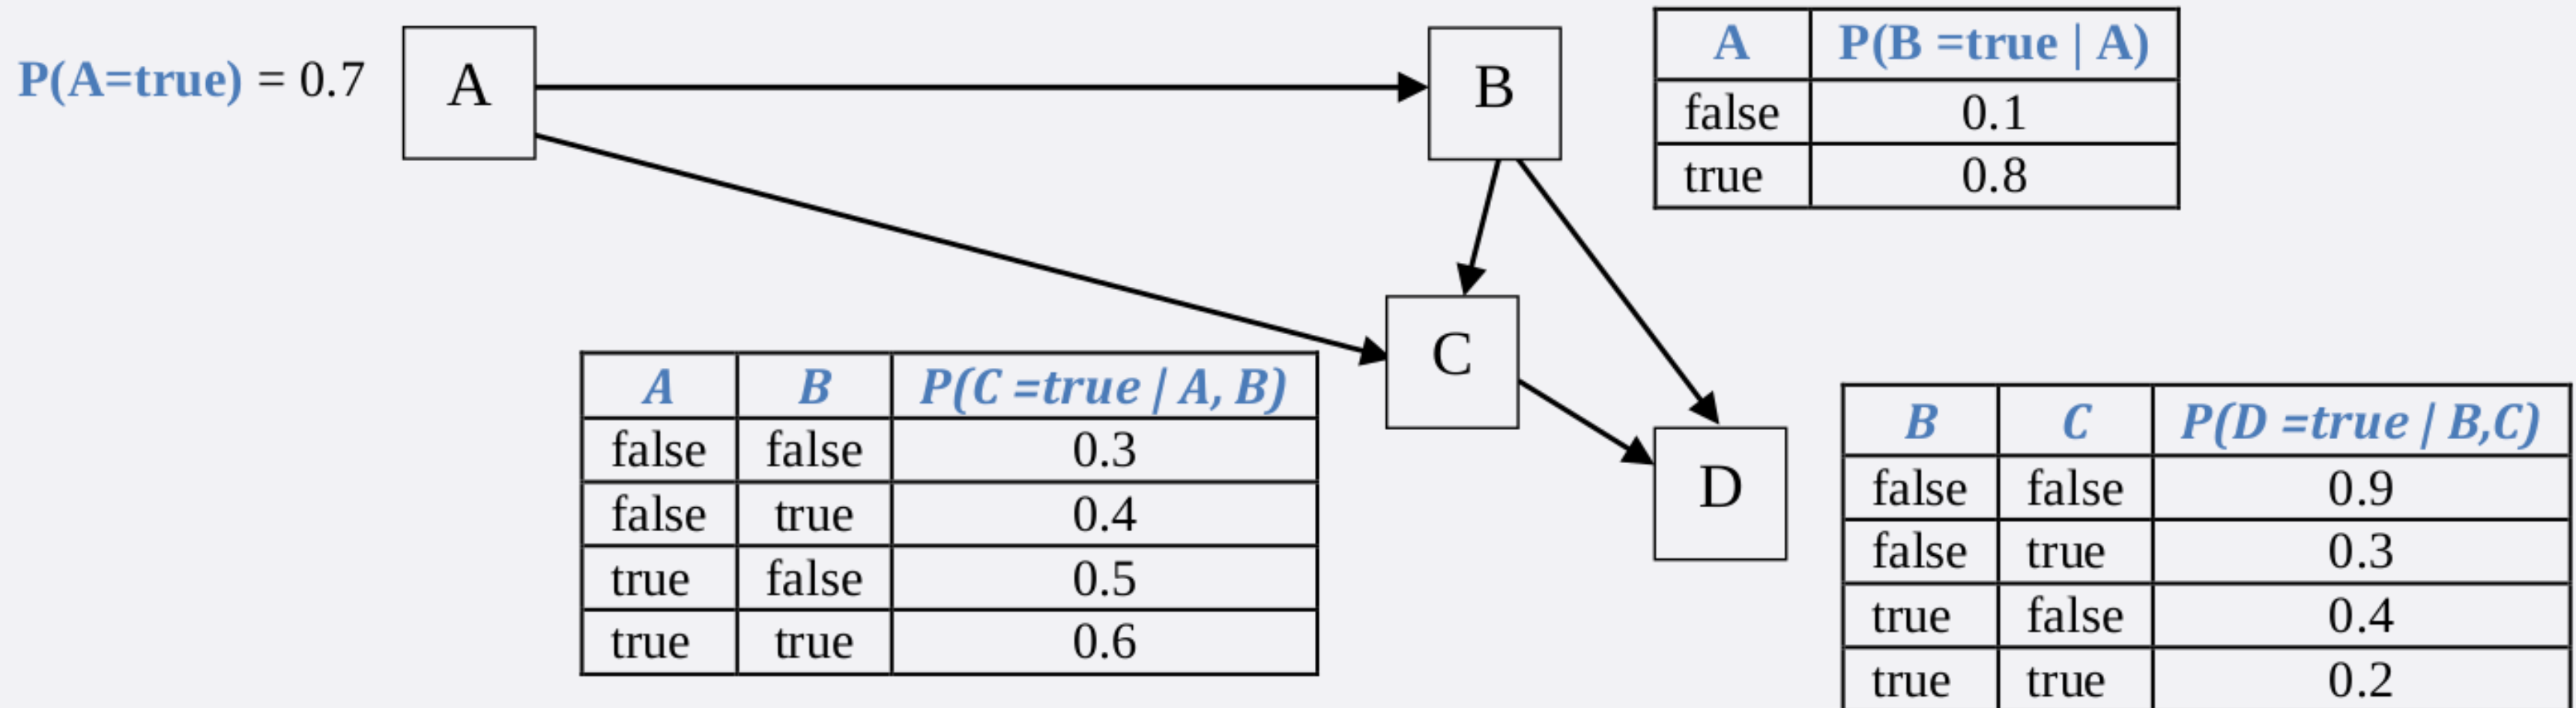 P(A=true) = 0.7
A
B
A P(B =true | A)
false 0.1
true 0.8
C
D
A B P(C =true | A, B)
false false 0.3
false true 0.4
true false 0.5
true true 0.6
B C P(D =true | B,C)
false false 0.9
false true 0.3
true false 0.4
true true 0.2